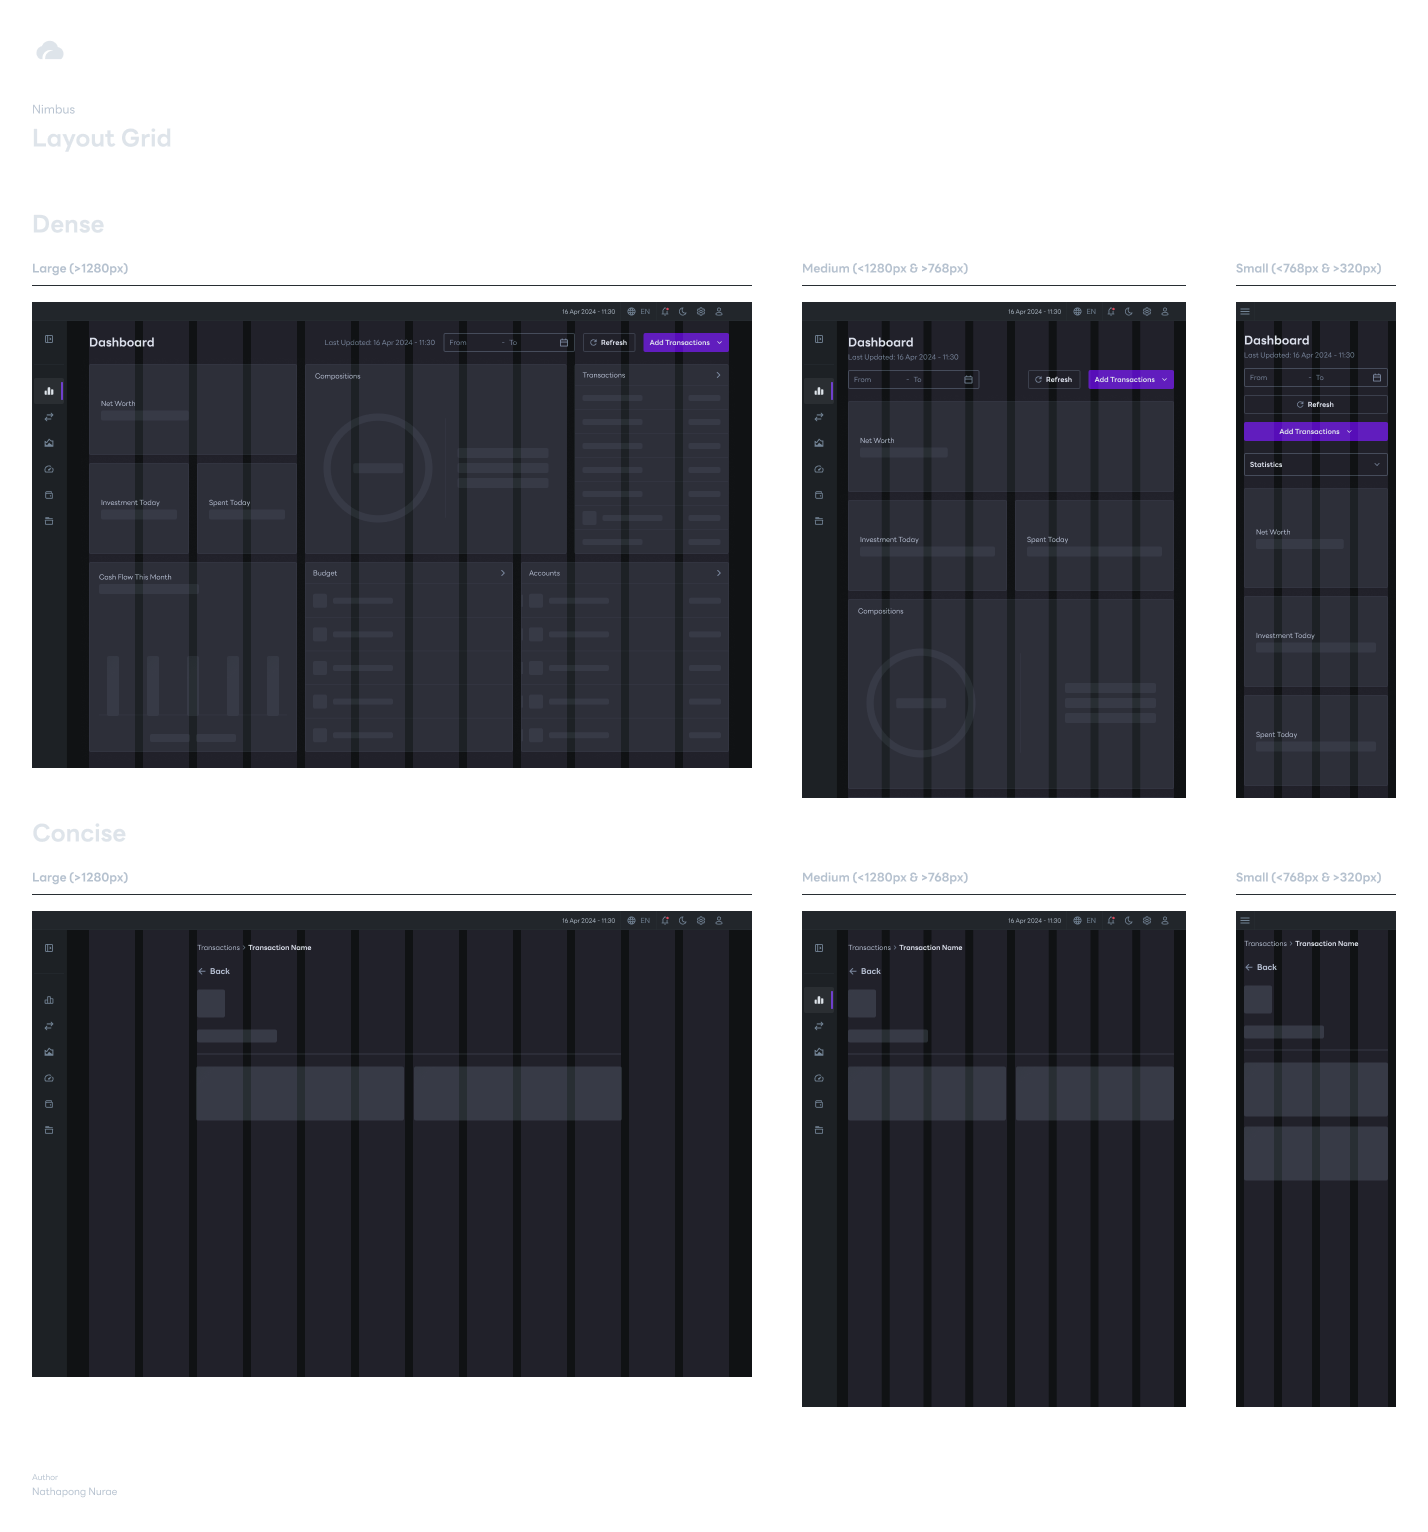 Nimbus
Layout Grid
Dense
Large (>1280px)
Medium (<1280px & >768px)
Small (<768px & >320px)
16 Apr 2024 - 11:30 EN
Dashboard
Last Updated: 16 Apr 2024 - 11:30
From - To
Refresh
Add Transactions
Net Worth
Compositions
Transactions
Investment Today
Spent Today
Cash Flow This Month
Budget
Accounts
16 Apr 2024 - 11:30 EN
Dashboard
Last Updated: 16 Apr 2024 - 11:30
From - To
Refresh
Add Transactions
Net Worth
Investment Today
Spent Today
Compositions
Dashboard
Last Updated: 16 Apr 2024 - 11:30
From - To
Refresh
Add Transactions
Statistics
Net Worth
Investment Today
Spent Today
Concise
Large (>1280px)
Medium (<1280px & >768px)
Small (<768px & >320px)
16 Apr 2024 - 11:30 EN
Transactions > Transaction Name
Back
16 Apr 2024 - 11:30 EN
Transactions > Transaction Name
Back
Transactions > Transaction Name
Back
Author
Nathapong Nurae